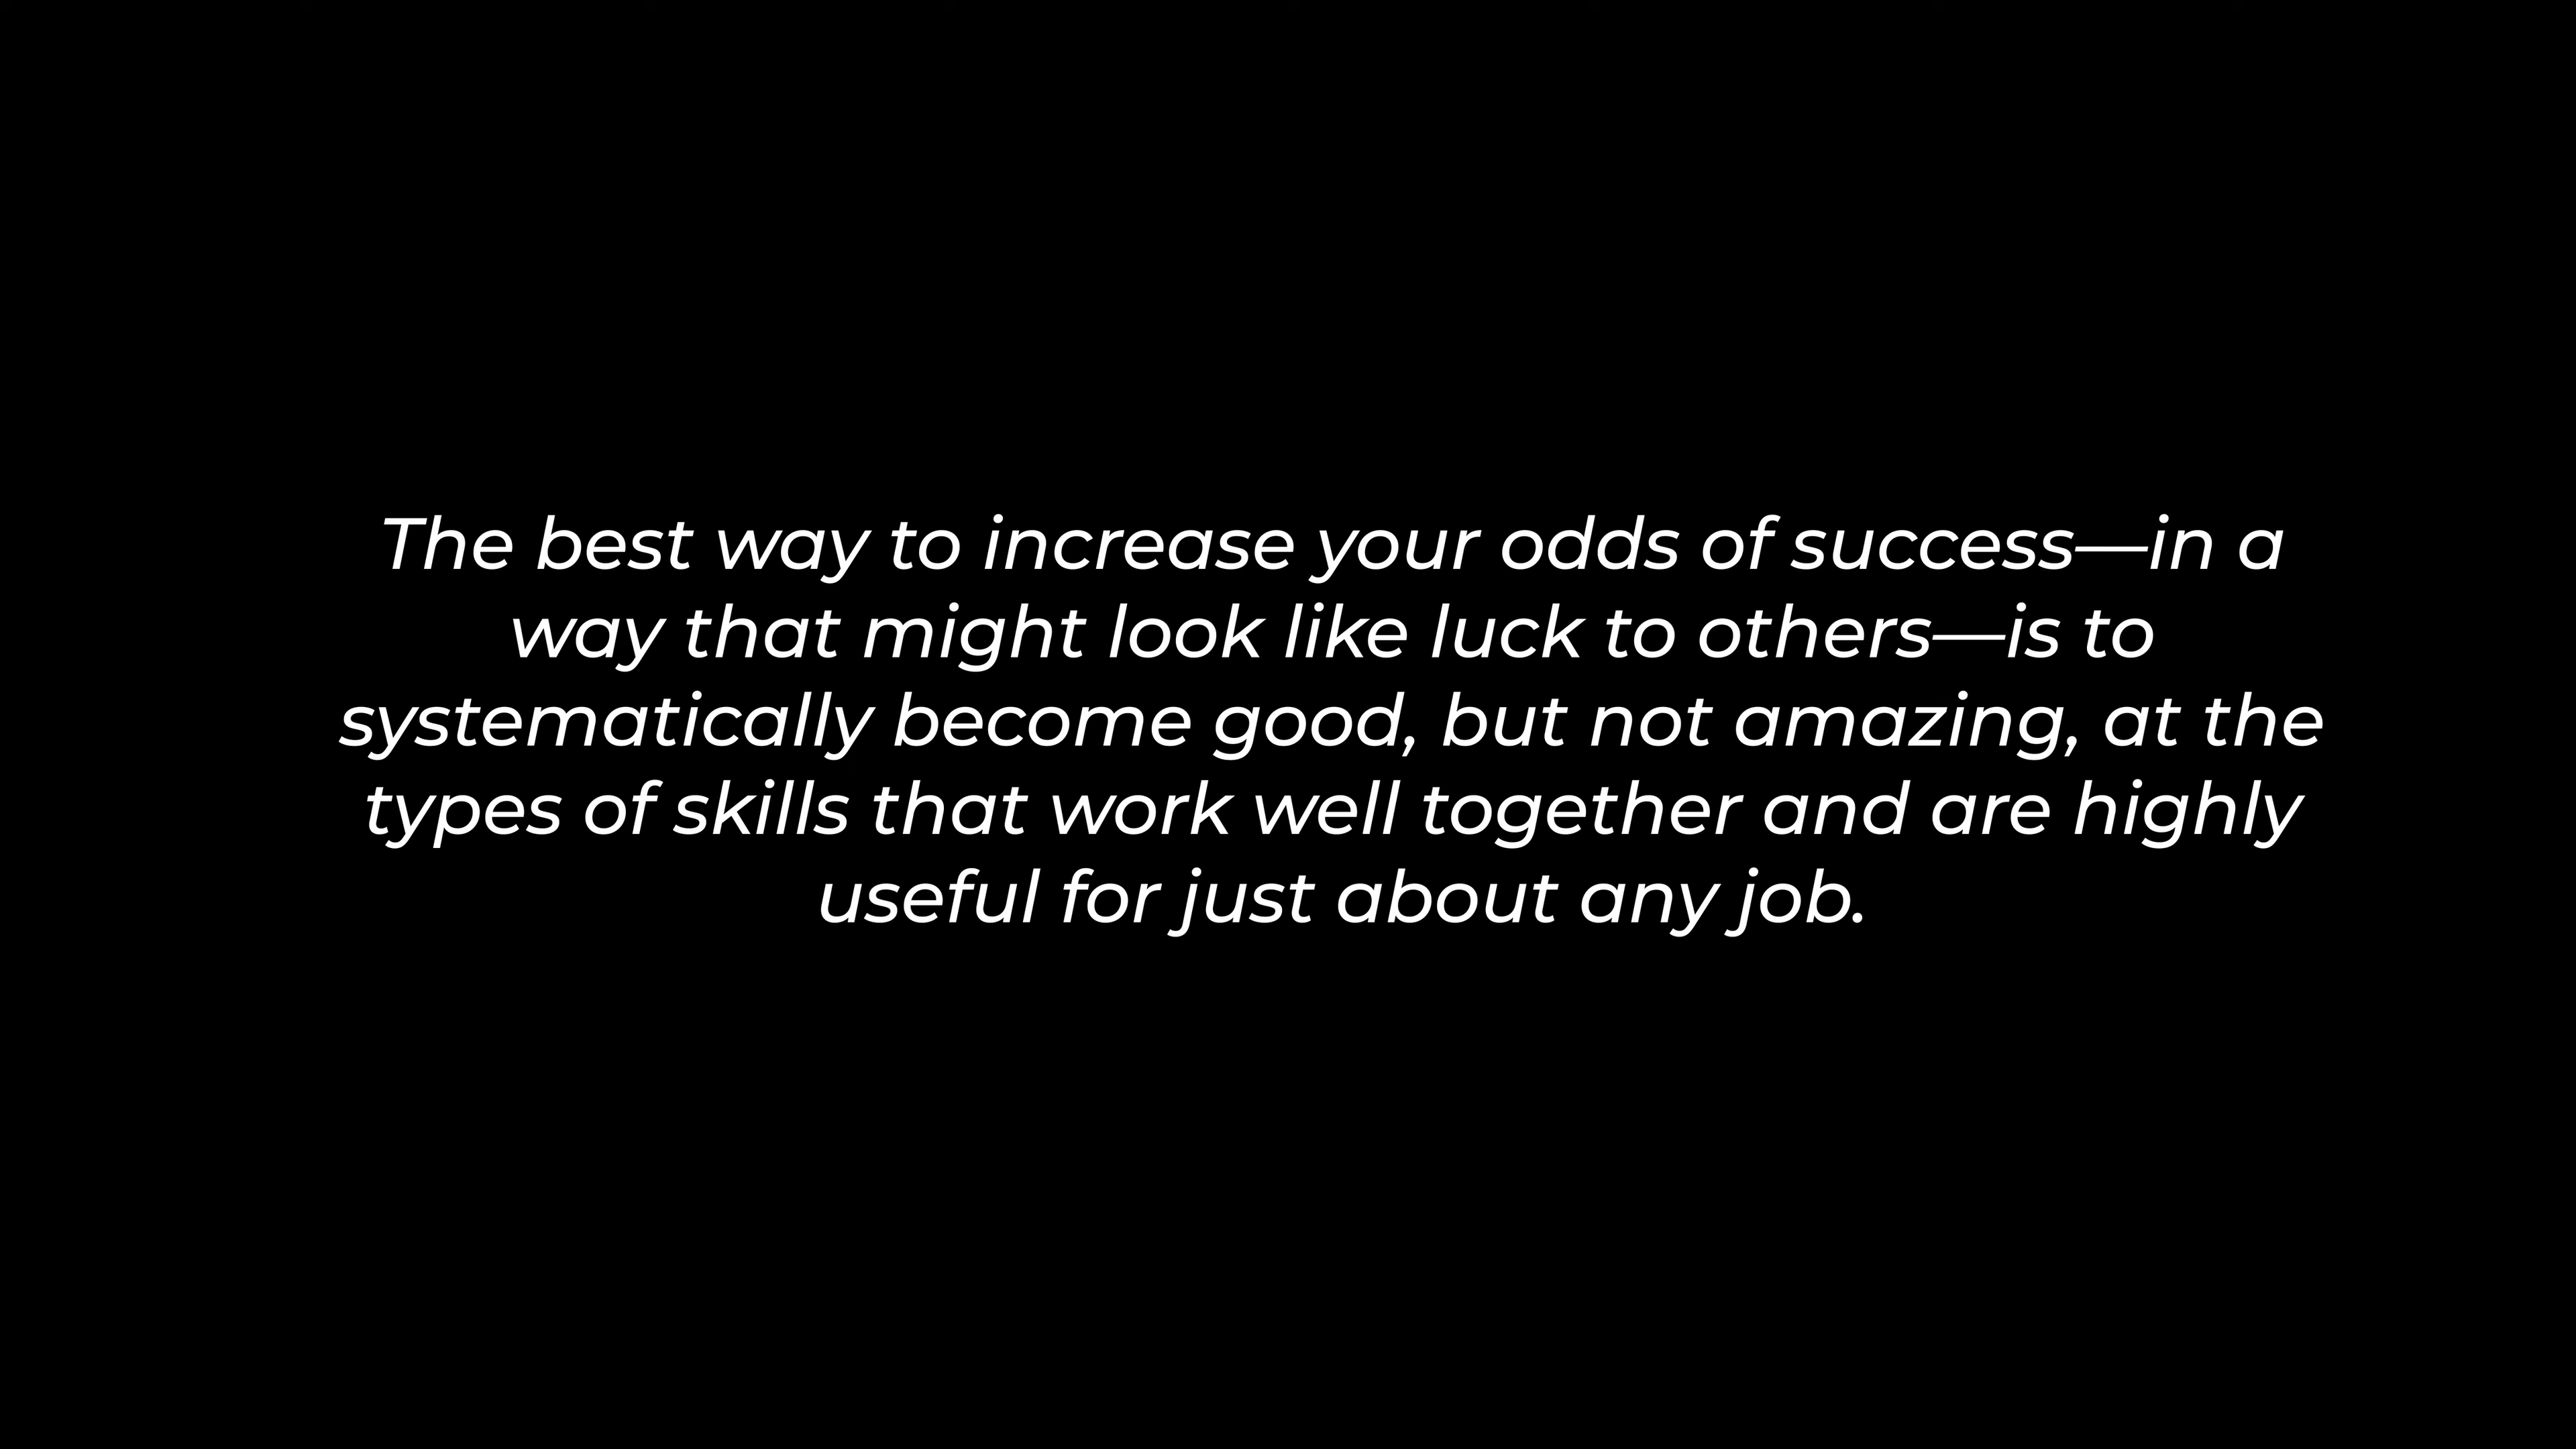 The best way to increase your odds of success—in a
way that might look like luck to others—is to
systematically become good, but not amazing, at the
types of skills that work well together and are highly
useful for just about any job.